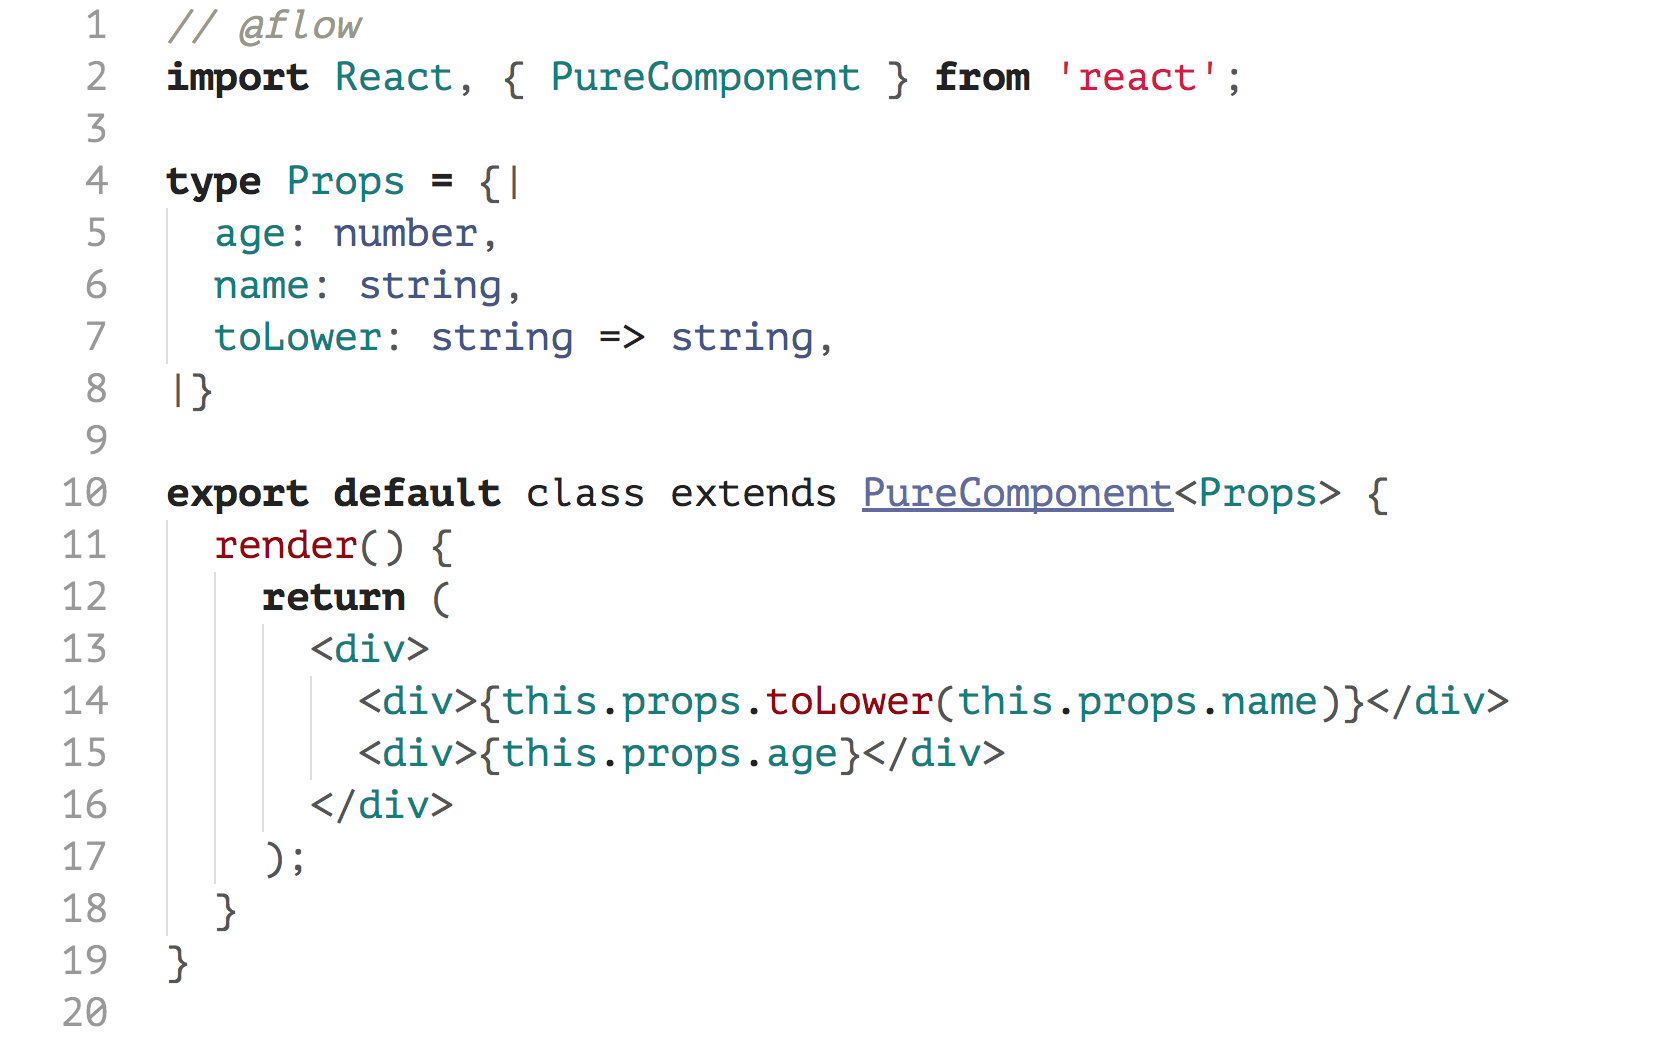 1 // @flow
2 import React, { PureComponent } from 'react';
3
4 type Props = {|
5   age: number,
6   name: string,
7   toLower: string => string,
8 |}
9
10 export default class extends PureComponent<Props> {
11   render() {
12     return (
13       <div>
14         <div>{this.props.toLower(this.props.name)}</div>
15         <div>{this.props.age}</div>
16       </div>
17     );
18   }
19 }
20